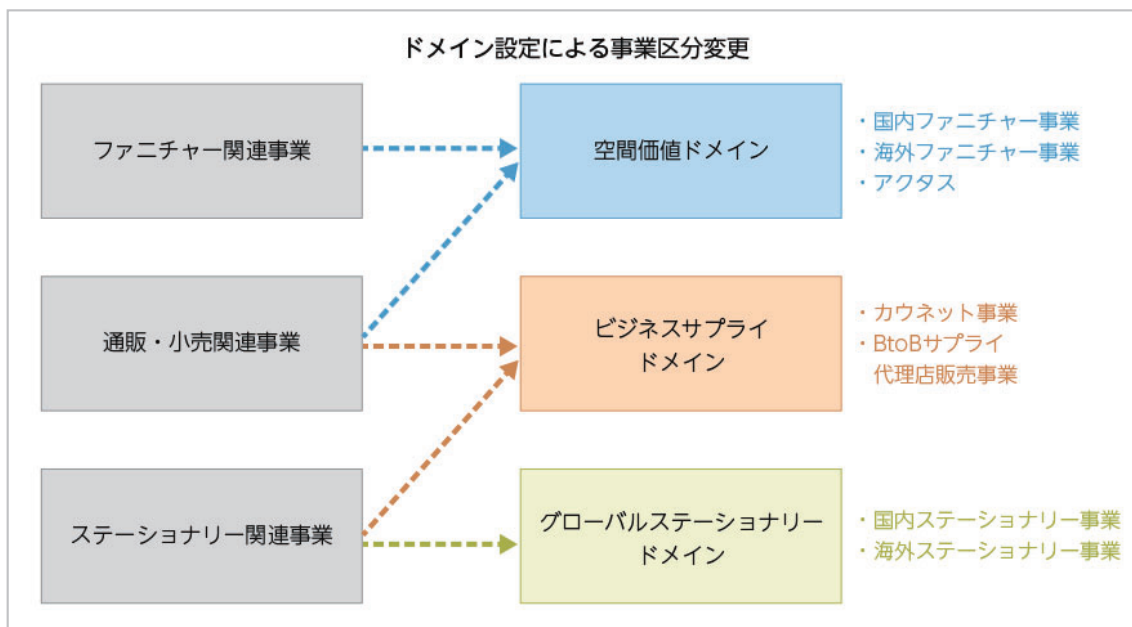 ドメイン設定による事業区分変更
ファニチャー関連事業
空間価値ドメイン
・国内ファニチャー事業
・海外ファニチャー事業
・アクタス
通販・小売関連事業
ビジネスサプライ
ドメイン
・カウネット事業
・BtoBサプライ
代理店販売事業
ステーショナリー関連事業
グローバルステーショナリー
ドメイン
・国内ステーショナリー事業
・海外ステーショナリー事業